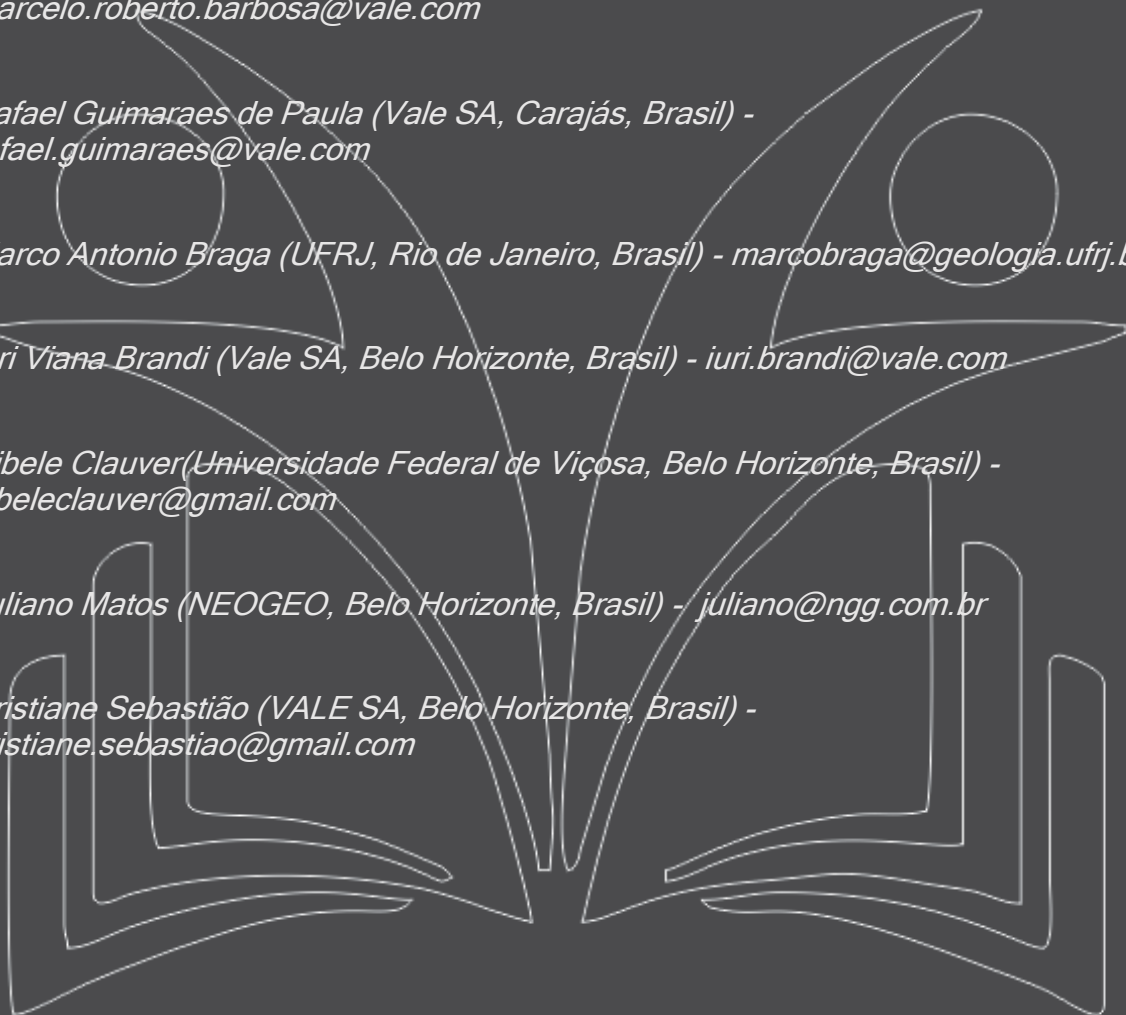 arcelo.roberto.barbosa@vale.com
afael Guimaraes de Paula (Vale SA, Carajás, Brasil) -
fael.guimaraes@vale.com
arco Antonio Braga (UFRJ, Rio de Janeiro, Brasil) - marcobraga@geologia.ufrj.b
ri Viana Brandi (Vale SA, Belo Horizonte, Brasil) - iuri.brandi@vale.com
ibele Clauver(Universidade Federal de Viçosa, Belo Horizonte, Brasil) -
beleclauver@gmail.com
uliano Matos (NEOGEO, Belo Horizonte, Brasil) -  juliano@ngg.com.br
ristiane Sebastião (VALE SA, Belo Horizonte, Brasil) -
istiane.sebastiao@gmail.com